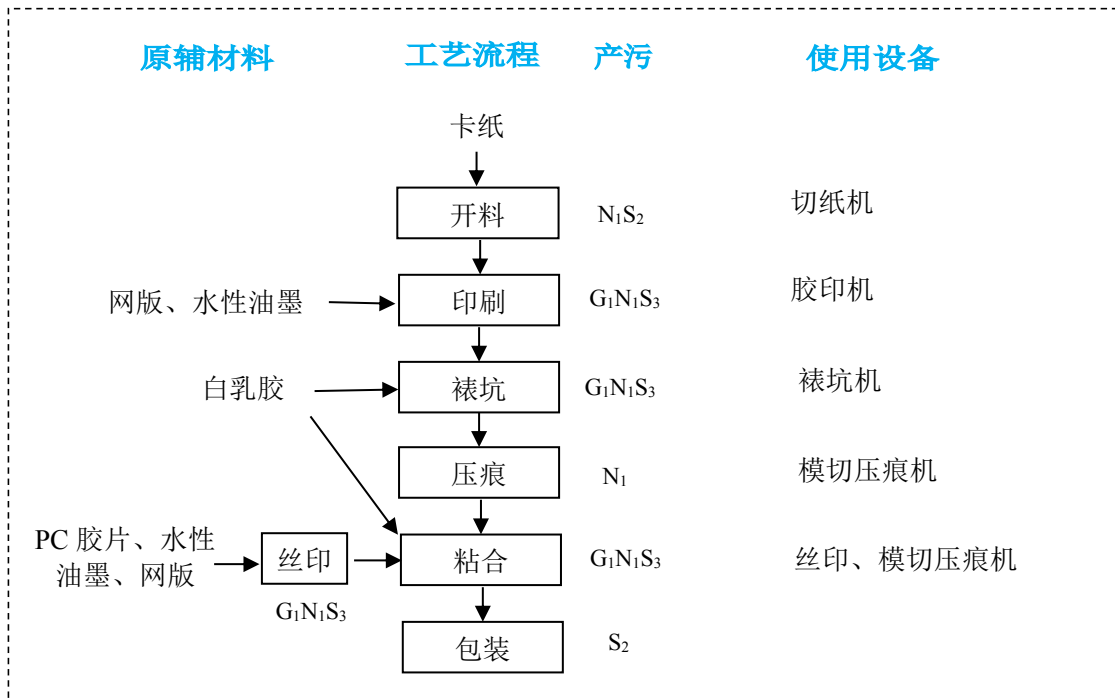 原辅材料 工艺流程 产污 使用设备
卡纸
开料 N₁S₂ 切纸机
网版、水性油墨 印刷 G₁N₁S₃ 胶印机
白乳胶 裱坑 G₁N₁S₃ 裱坑机
压痕 N₁ 模切压痕机
PC 胶片、水性
油墨、网版 丝印 粘合 G₁N₁S₃ 丝印、模切压痕机
G₁N₁S₃
包装 S₂